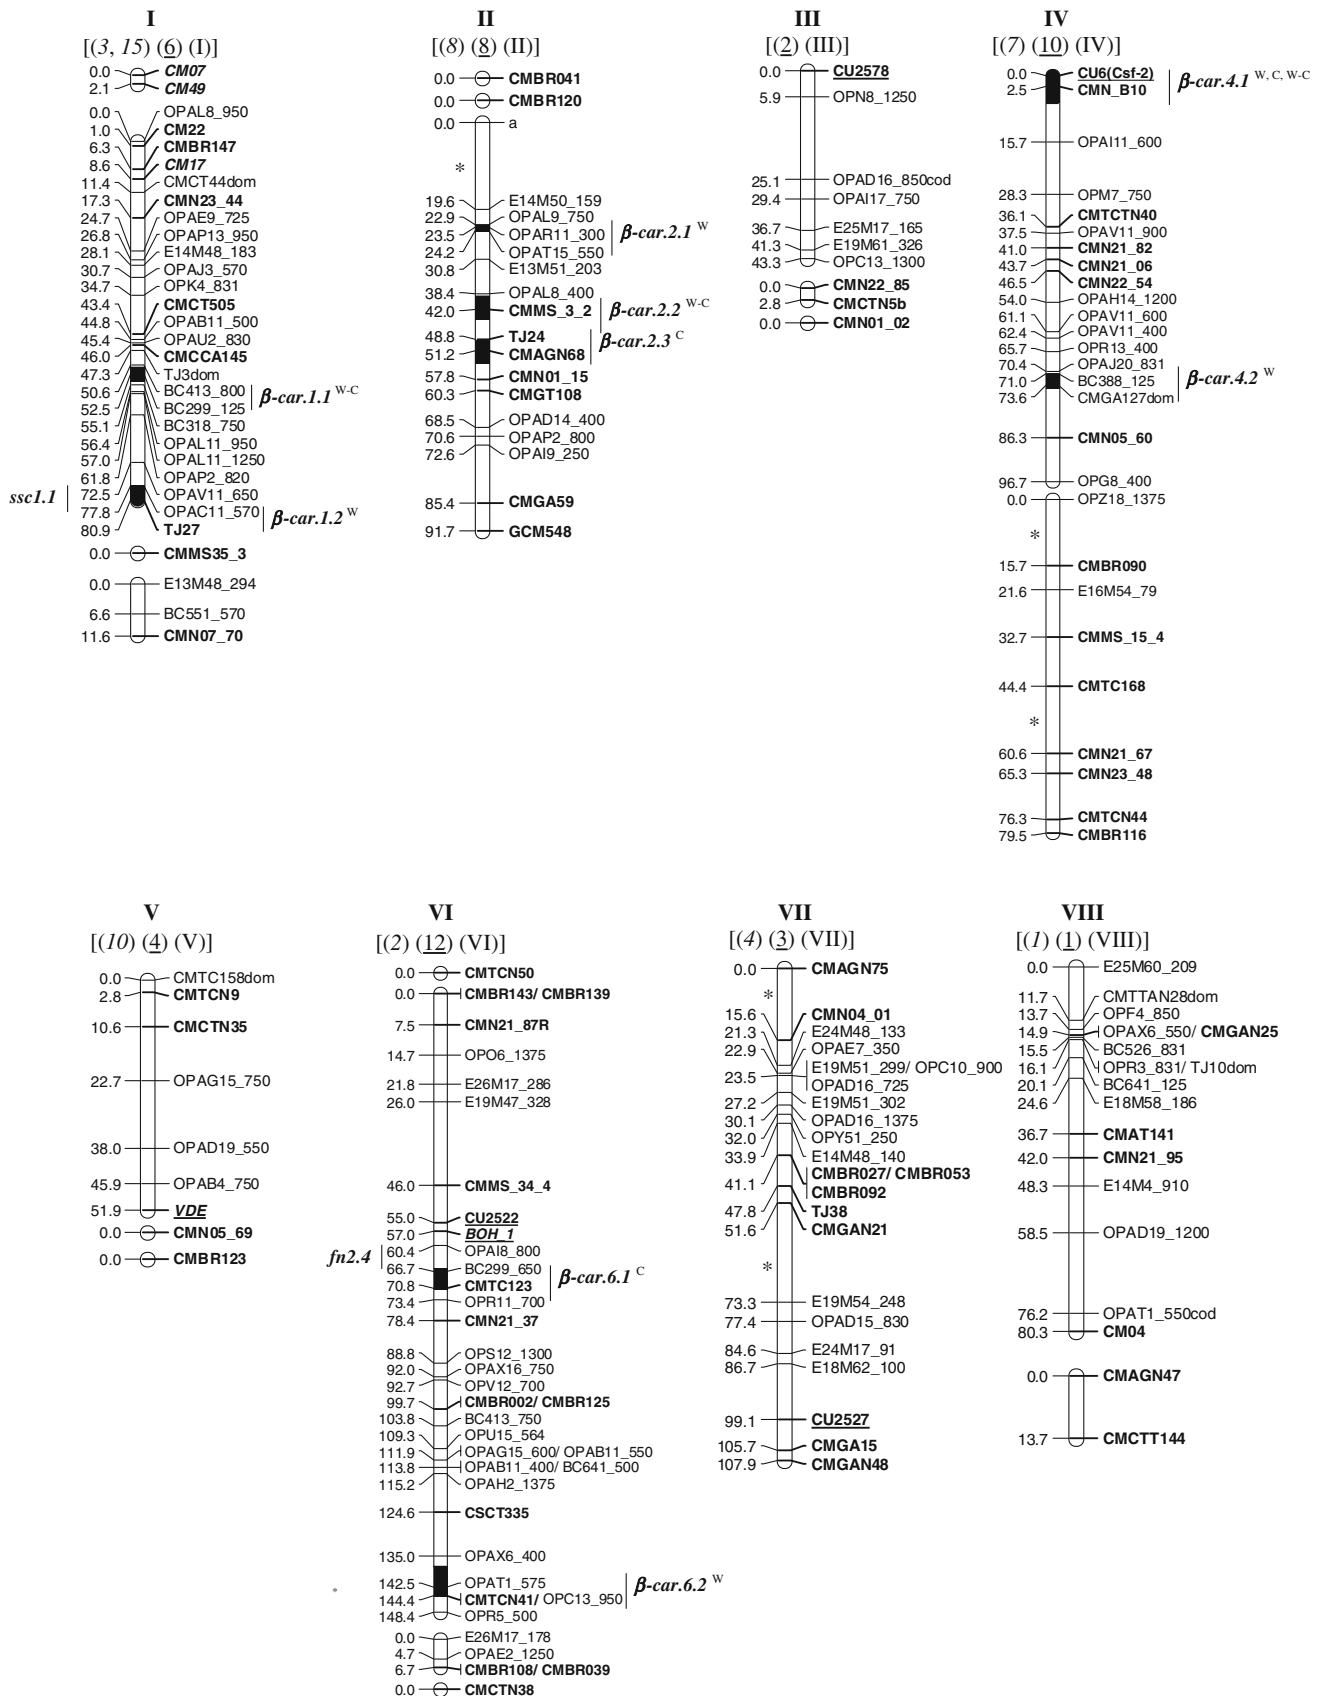 I
[(3, 15) (6) (I)]
0.0 CM07
2.1 CM49
0.0 OPAL8_950
1.0 CM22
6.3 CMBR147
8.6 CM17
11.4 CMCT44dom
17.3 CMN23_44
24.7 OPAE9_725
26.8 OPAP13_950
28.1 E14M48_183
30.7 OPAJ3_570
34.7 OPK4_831
43.4 CMCT505
44.8 OPAB11_500
45.4 OPAU2_830
46.0 CMCCA145
47.3 TJ3dom
50.6 BC413_800
52.5 BC299_125
55.1 BC318_750
56.4 OPAL11_950
57.0 OPAL11_1250
61.8 OPAP2_820
72.5 OPAV11_650
77.8 OPAC11_570
80.9 TJ27
β-car.1.1 W-C
ssc1.1
β-car.1.2 W
0.0 CMMS35_3
0.0 E13M48_294
6.6 BC551_570
11.6 CMN07_70
II
[(8) (8) (II)]
0.0 CMBR041
0.0 CMBR120
0.0 a
*
19.6 E14M50_159
22.9 OPAL9_750
23.5 OPAR11_300
24.2 OPAT15_550
30.8 E13M51_203
38.4 OPAL8_400
42.0 CMMS_3_2
48.8 TJ24
51.2 CMAGN68
57.8 CMN01_15
60.3 CMGT108
68.5 OPAD14_400
70.6 OPAP2_800
72.6 OPAI9_250
85.4 CMGA59
91.7 GCM548
β-car.2.1 W
β-car.2.2 W-C
β-car.2.3 C
III
[(2) (III)]
0.0 CU2578
5.9 OPN8_1250
25.1 OPAD16_850cod
29.4 OPAI17_750
36.7 E25M17_165
41.3 E19M61_326
43.3 OPC13_1300
0.0 CMN22_85
2.8 CMCTN5b
0.0 CMN01_02
IV
[(7) (10) (IV)]
0.0 CU6(Csf-2)
2.5 CMN_B10
15.7 OPAI11_600
28.3 OPM7_750
36.1 CMTCTN40
37.5 OPAV11_900
41.0 CMN21_82
43.7 CMN21_06
46.5 CMN22_54
54.0 OPAH14_1200
61.1 OPAV11_600
62.4 OPAV11_400
65.7 OPR13_400
70.4 OPAJ20_831
71.0 BC388_125
73.6 CMGA127dom
86.3 CMN05_60
96.7 OPG8_400
β-car.4.1 W, C, W-C
β-car.4.2 W
0.0 OPZ18_1375
*
15.7 CMBR090
21.6 E16M54_79
32.7 CMMS_15_4
44.4 CMTC168
*
60.6 CMN21_67
65.3 CMN23_48
76.3 CMTCN44
79.5 CMBR116
V
[(10) (4) (V)]
0.0 CMTC158dom
2.8 CMTCN9
10.6 CMCTN35
22.7 OPAG15_750
38.0 OPAD19_550
45.9 OPAB4_750
51.9 VDE
0.0 CMN05_69
0.0 CMBR123
VI
[(2) (12) (VI)]
0.0 CMTCN50
0.0 CMBR143/ CMBR139
7.5 CMN21_87R
14.7 OPO6_1375
21.8 E26M17_286
26.0 E19M47_328
46.0 CMMS_34_4
55.0 CU2522
57.0 BOH_1
60.4 OPAI8_800
66.7 BC299_650
70.8 CMTC123
73.4 OPR11_700
78.4 CMN21_37
88.8 OPS12_1300
92.0 OPAX16_750
92.7 OPV12_700
99.7 CMBR002/ CMBR125
103.8 BC413_750
109.3 OPU15_564
111.9 OPAG15_600/ OPAB11_550
113.8 OPAB11_400/ BC641_500
115.2 OPAH2_1375
124.6 CSCT335
135.0 OPAX6_400
142.5 OPAT1_575
144.4 CMTCN41/ OPC13_950
148.4 OPR5_500
fn2.4
β-car.6.1 C
β-car.6.2 W
0.0 E26M17_178
4.7 OPAE2_1250
6.7 CMBR108/ CMBR039
0.0 CMCTN38
VII
[(4) (3) (VII)]
0.0 CMAGN75
*
15.6 CMN04_01
21.3 E24M48_133
22.9 OPAE7_350
23.5 E19M51_299/ OPC10_900
OPAD16_725
27.2 E19M51_302
30.1 OPAD16_1375
32.0 OPY51_250
33.9 E14M48_140
41.1 CMBR027/ CMBR053
CMBR092
47.8 TJ38
51.6 CMGAN21
*
73.3 E19M54_248
77.4 OPAD15_830
84.6 E24M17_91
86.7 E18M62_100
99.1 CU2527
105.7 CMGA15
107.9 CMGAN48
VIII
[(1) (1) (VIII)]
0.0 E25M60_209
11.7 CMTTAN28dom
13.7 OPF4_850
14.9 OPAX6_550/ CMGAN25
15.5 BC526_831
16.1 OPR3_831/ TJ10dom
20.1 BC641_125
24.6 E18M58_186
36.7 CMAT141
42.0 CMN21_95
48.3 E14M4_910
58.5 OPAD19_1200
76.2 OPAT1_550cod
80.3 CM04
0.0 CMAGN47
13.7 CMCTT144